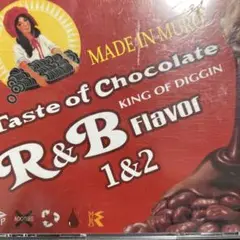 MADE IN MURO
Taste of Chocolate
KING OF DIGGIN
R&B Flavor
1&2